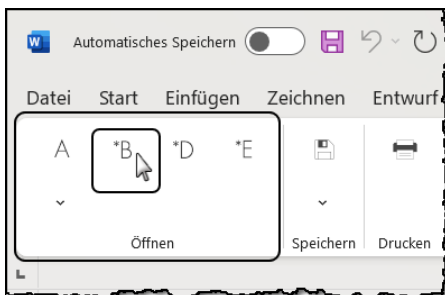 W Automatisches Speichern
Datei Start Einfügen Zeichnen Entwurf
A *B *D *E
Öffnen Speichern Drucken